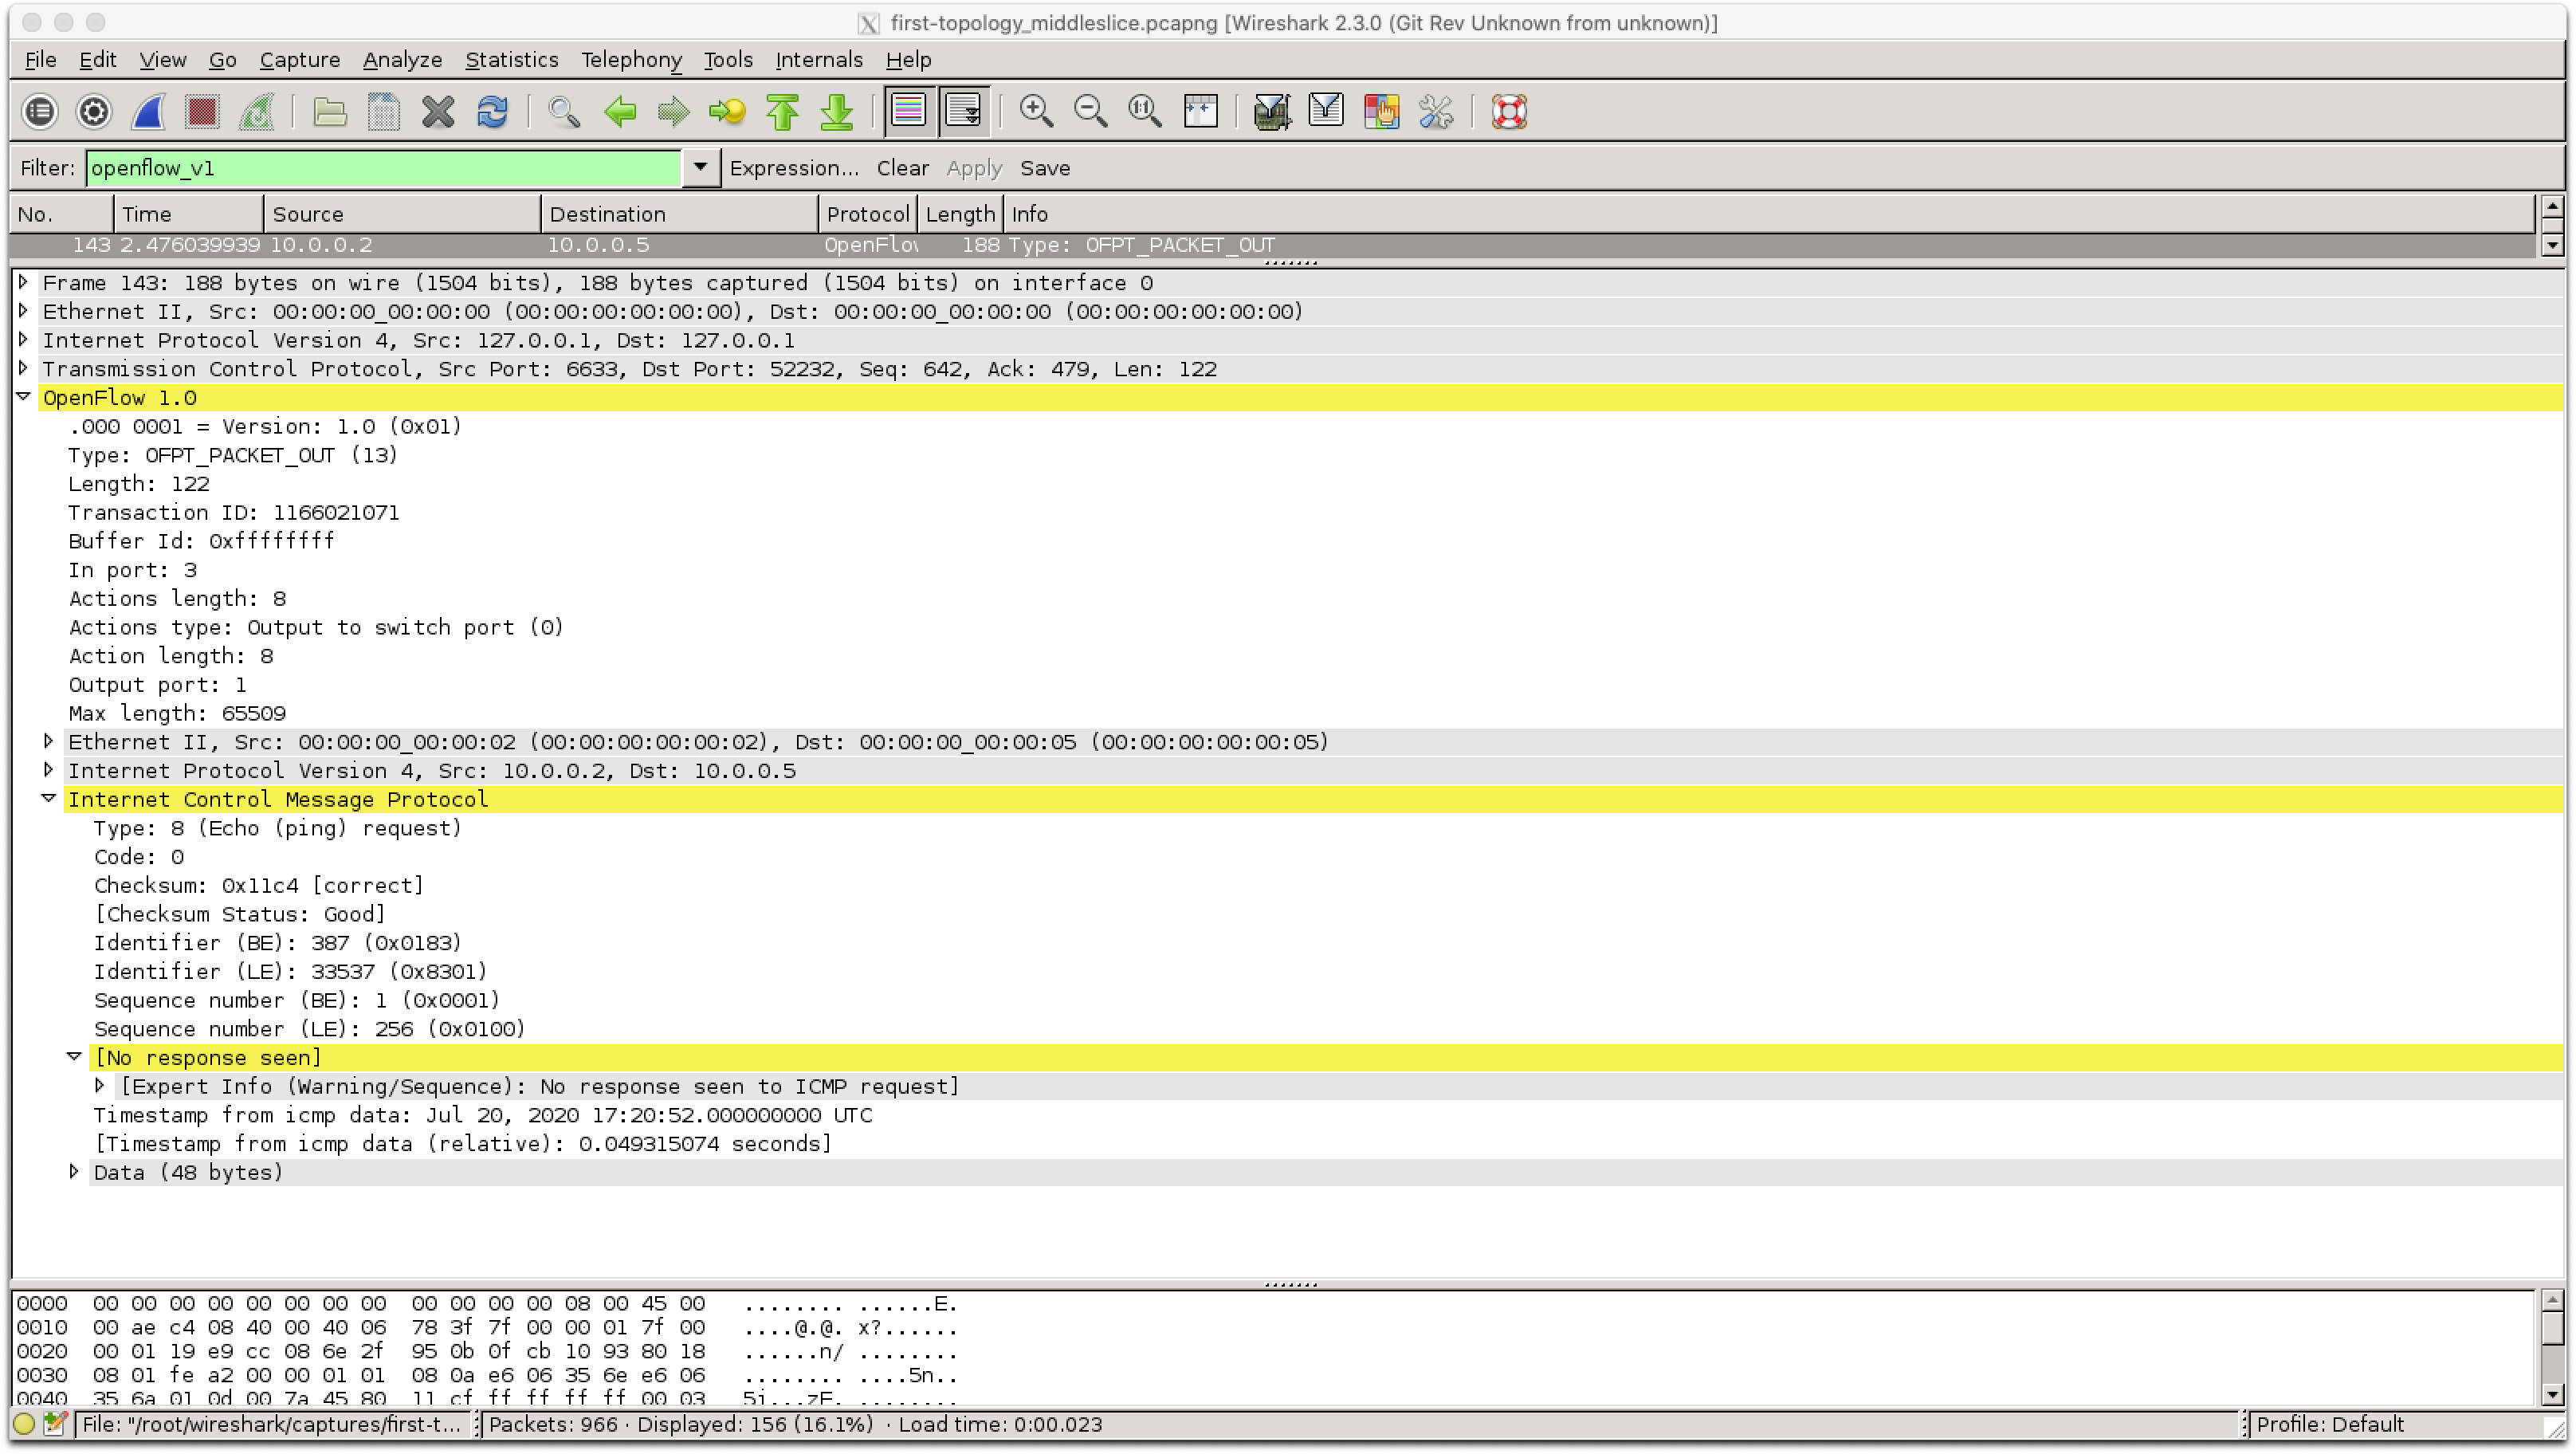 first-topology_middleslice.pcapng [Wireshark 2.3.0 (Git Rev Unknown from unknown)]
File Edit View Go Capture Analyze Statistics Telephony Tools Internals Help
Filter: openflow_v1 Expression... Clear Apply Save
No. Time Source Destination Protocol Length Info
143 2.476039939 10.0.0.2 10.0.0.5 OpenFlo 188 Type: OFPT_PACKET_OUT
Frame 143: 188 bytes on wire (1504 bits), 188 bytes captured (1504 bits) on interface 0
Ethernet II, Src: 00:00:00_00:00:00 (00:00:00:00:00:00), Dst: 00:00:00_00:00:00 (00:00:00:00:00:00)
Internet Protocol Version 4, Src: 127.0.0.1, Dst: 127.0.0.1
Transmission Control Protocol, Src Port: 6633, Dst Port: 52232, Seq: 642, Ack: 479, Len: 122
OpenFlow 1.0
.000 0001 = Version: 1.0 (0x01)
Type: OFPT_PACKET_OUT (13)
Length: 122
Transaction ID: 1166021071
Buffer Id: 0xffffffff
In port: 3
Actions length: 8
Actions type: Output to switch port (0)
Action length: 8
Output port: 1
Max length: 65509
Ethernet II, Src: 00:00:00_00:00:02 (00:00:00:00:00:02), Dst: 00:00:00_00:00:05 (00:00:00:00:00:05)
Internet Protocol Version 4, Src: 10.0.0.2, Dst: 10.0.0.5
Internet Control Message Protocol
Type: 8 (Echo (ping) request)
Code: 0
Checksum: 0x11c4 [correct]
[Checksum Status: Good]
Identifier (BE): 387 (0x0183)
Identifier (LE): 33537 (0x8301)
Sequence number (BE): 1 (0x0001)
Sequence number (LE): 256 (0x0100)
[No response seen]
[Expert Info (Warning/Sequence): No response seen to ICMP request]
Timestamp from icmp data: Jul 20, 2020 17:20:52.000000000 UTC
[Timestamp from icmp data (relative): 0.049315074 seconds]
Data (48 bytes)
0000 00 00 00 00 00 00 00 00 00 00 00 00 08 00 45 00 ........ ......E.
0010 00 ae c4 08 40 00 40 06 78 3f 7f 00 00 01 7f 00 ....@.@. x?......
0020 00 01 19 e9 cc 08 6e 2f 95 0b 0f cb 10 93 80 18 ......n/ ........
0030 08 01 fe a2 00 00 01 01 08 0a e6 06 35 6e e6 06 ........ ....5n..
0040 35 6a 01 0d 00 7a 45 80 11 cf ff ff ff ff 00 03 5j...zE. ........
File: "/root/wireshark/captures/first-t... Packets: 966 · Displayed: 156 (16.1%) · Load time: 0:00.023 Profile: Default